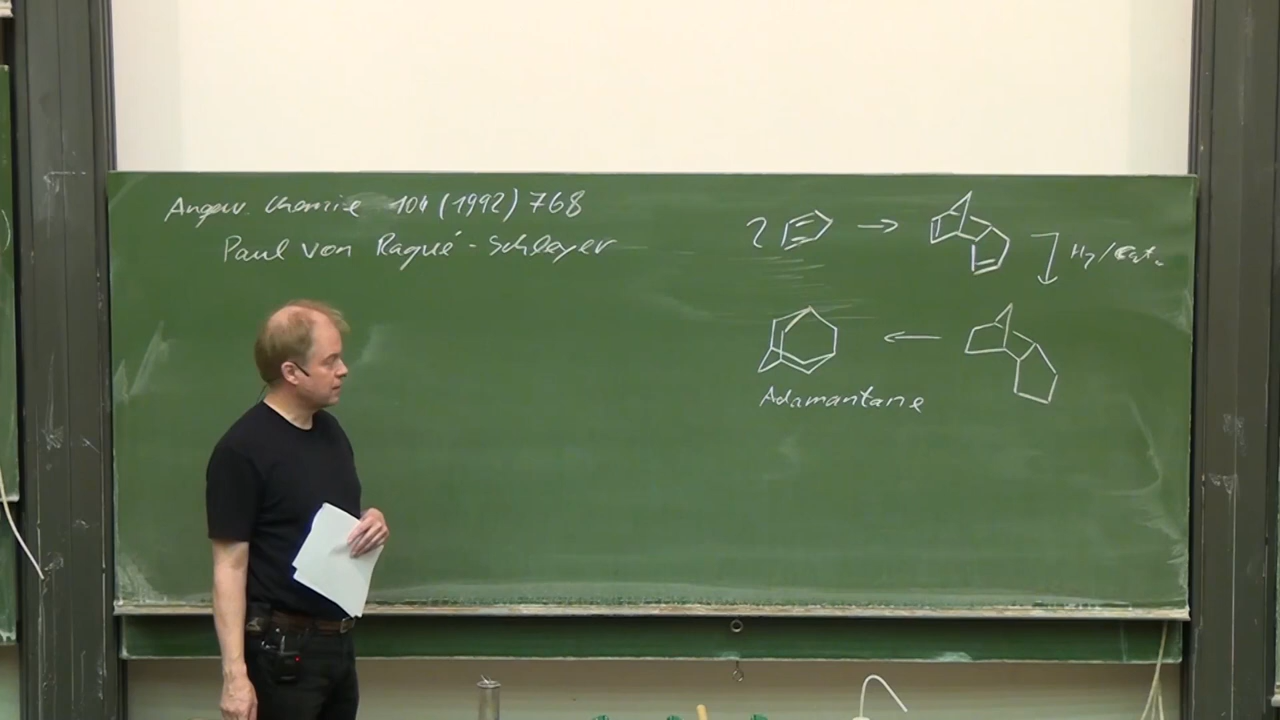 Angew. Chemie 104 (1992) 768
Paul von Ragué-Schleyer
2
H₂/Cat.
Adamantane